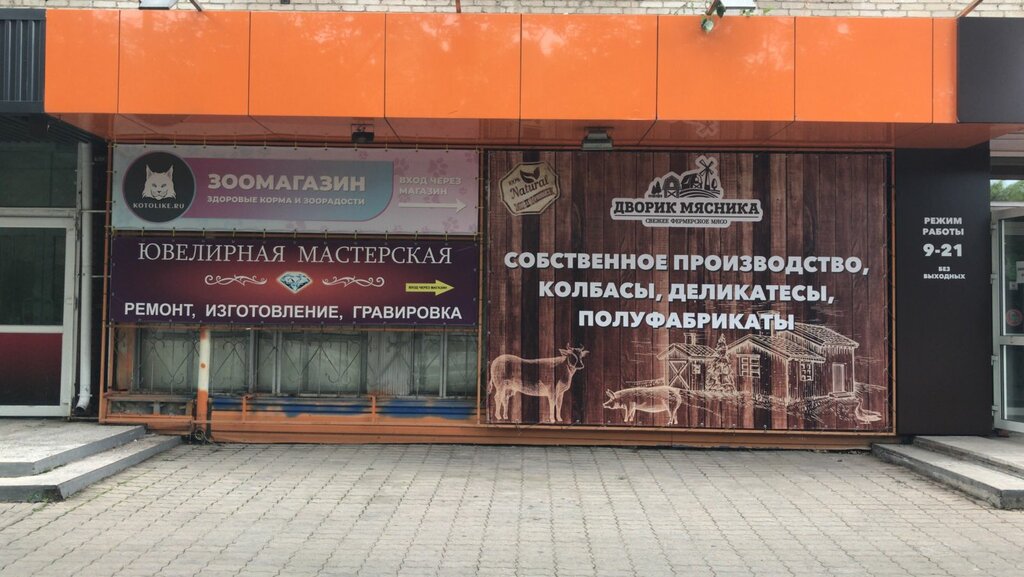 KOTOLIKE.RU
ЗООМАГАЗИН
ЗДОРОВЫЕ КОРМА И ЗООРАДОСТИ
ВХОД ЧЕРЕЗ
МАГАЗИН
ЮВЕЛИРНАЯ МАСТЕРСКАЯ
ВХОД ЧЕРЕЗ МАГАЗИН
РЕМОНТ, ИЗГОТОВЛЕНИЕ, ГРАВИРОВКА
100%
Natural
ДВОРИК МЯСНИКА
СВЕЖЕЕ ФЕРМЕРСКОЕ МЯСО
СОБСТВЕННОЕ ПРОИЗВОДСТВО,
КОЛБАСЫ, ДЕЛИКАТЕСЫ,
ПОЛУФАБРИКАТЫ
РЕЖИМ
РАБОТЫ
9-21
БЕЗ
ВЫХОДНЫХ